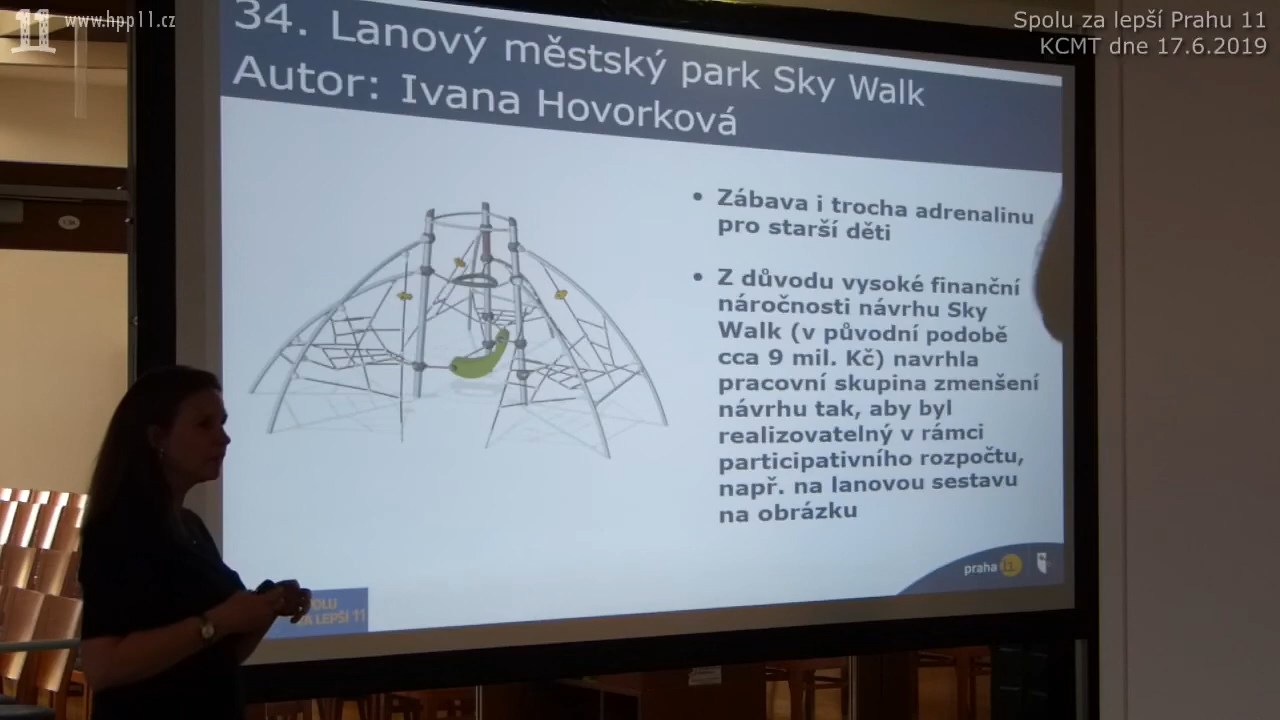 11 www.hpp11.cz
Spolu za lepší Prahu 11
KCMT dne 17.6.2019
34. Lanový městský park Sky Walk
Autor: Ivana Hovorková
• Zábava i trocha adrenalinu
pro starší děti
• Z důvodu vysoké finanční
náročnosti návrhu Sky
Walk (v původní podobě
cca 9 mil. Kč) navrhla
pracovní skupina zmenšení
návrhu tak, aby byl
realizovatelný v rámci
participativního rozpočtu,
např. na lanovou sestavu
na obrázku
praha 11
LEPŠÍ 11